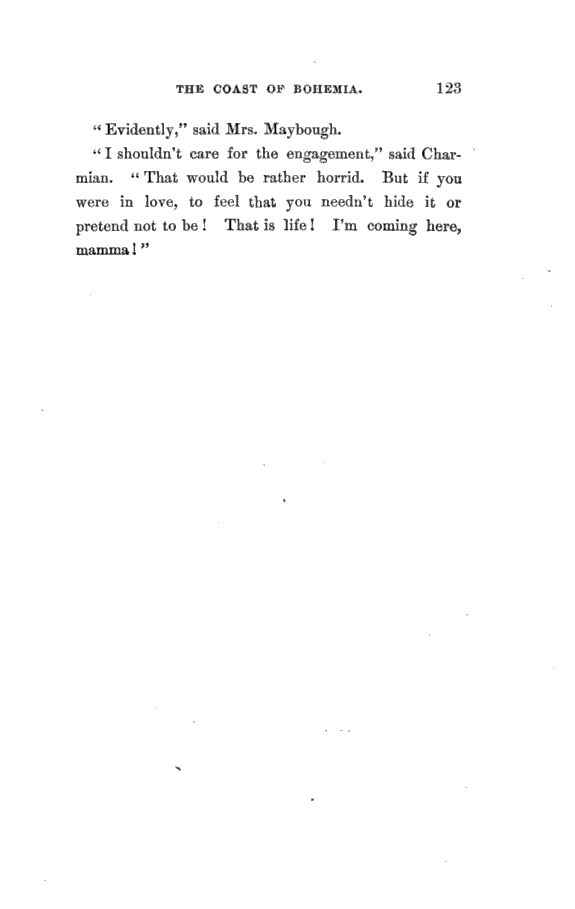 THE COAST OF BOHEMIA. 123
“Evidently,” said Mrs. Maybough.
“I shouldn't care for the engagement,” said Char-
mian. “That would be rather horrid. But if you
were in love, to feel that you needn't hide it or
pretend not to be! That is life! I'm coming here,
mamma!”